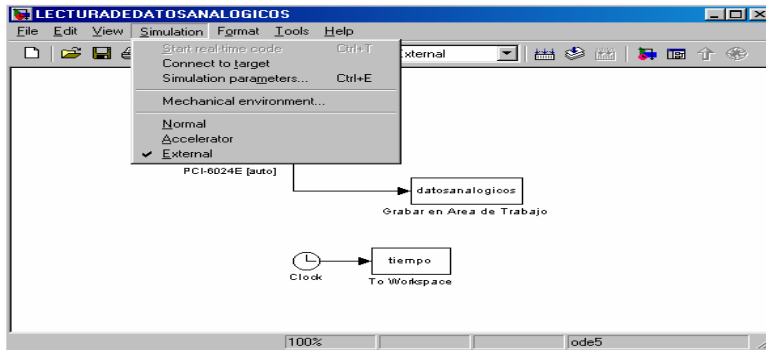 LECTURADEDATOSANALOGICOS
File Edit View Simulation Format Tools Help
Start real-time code Ctrl+T
Connect to target
Simulation parameters... Ctrl+E
Mechanical environment...
Normal
Accelerator
External
External
PCI-6024E [auto]
datosanalogicos
Grabar en Area de Trabajo
tiempo
Clock
To Workspace
100%
ode5